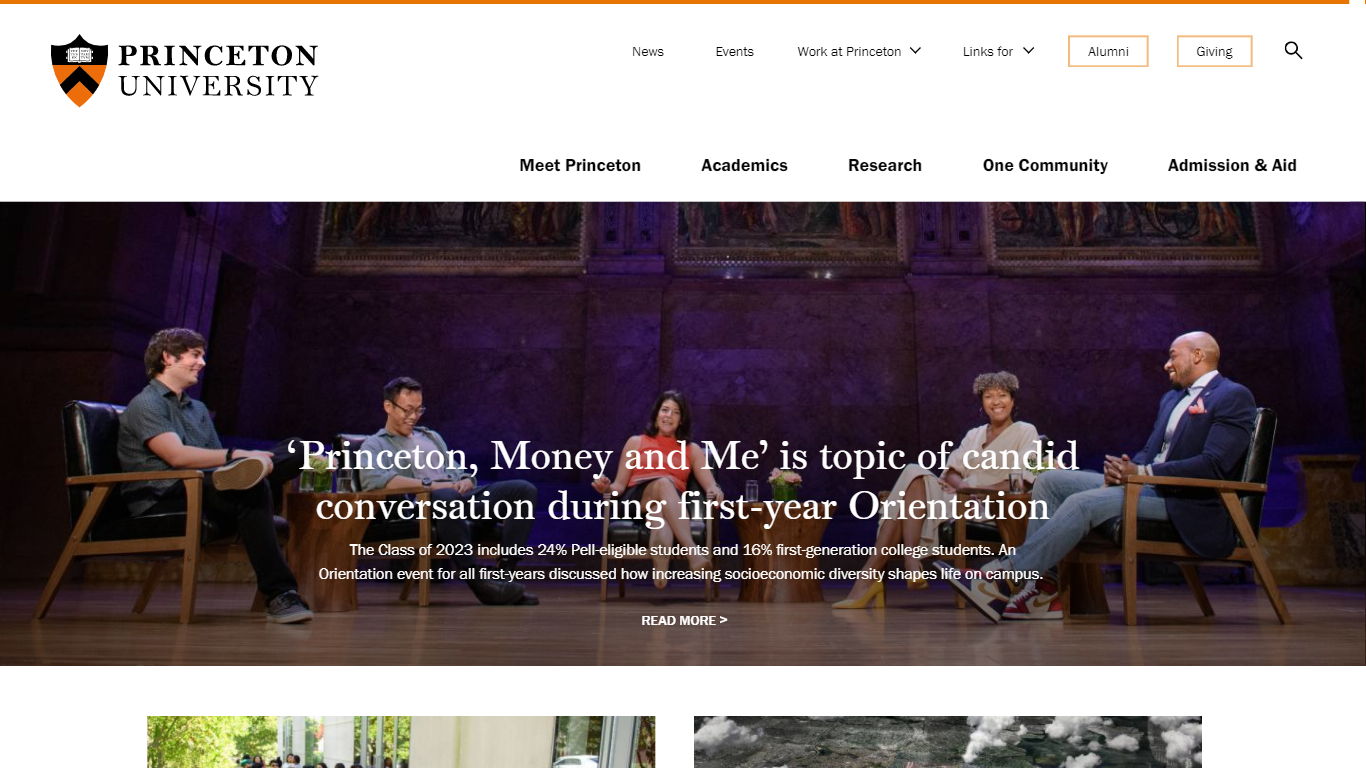 PRINCETON
UNIVERSITY
News
Events
Work at Princeton
Links for
Alumni
Giving
Meet Princeton
Academics
Research
One Community
Admission & Aid
‘Princeton, Money and Me’ is topic of candid
conversation during first-year Orientation
The Class of 2023 includes 24% Pell-eligible students and 16% first-generation college students. An
Orientation event for all first-years discussed how increasing socioeconomic diversity shapes life on campus.
READ MORE >